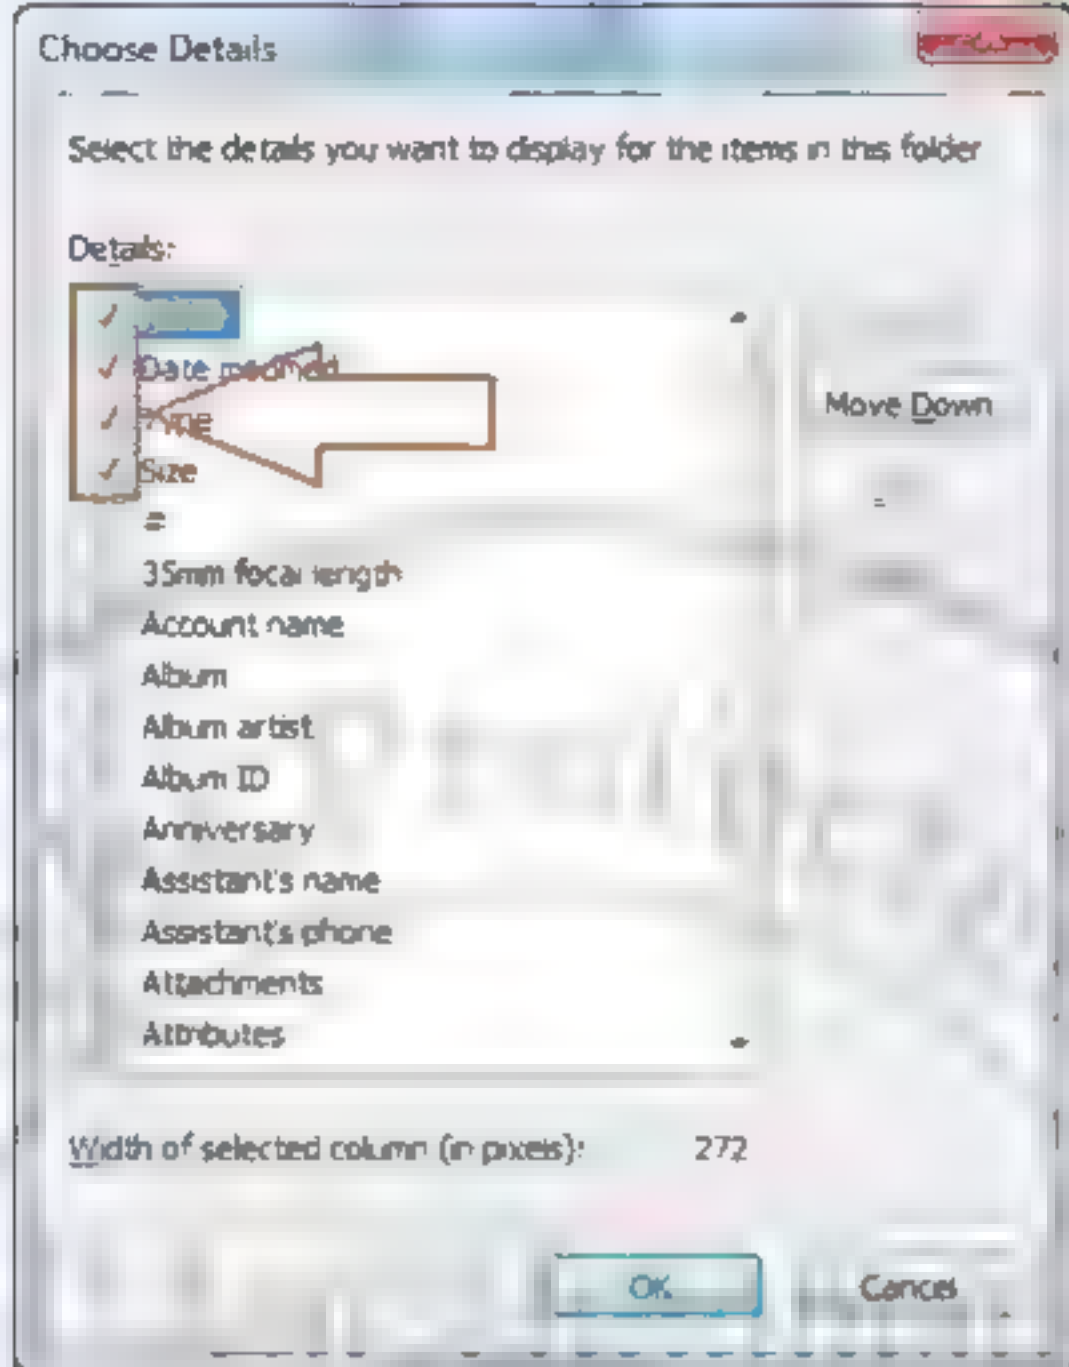 Choose Details
Select the details you want to display for the items in this folder
Details:
Date modified
Type
Size
#
35mm focal length
Account name
Album
Album artist
Album ID
Anniversary
Assistant's name
Assistant's phone
Attachments
Attributes
Move Down
Width of selected column (in pixels):
272
OK
Cancel